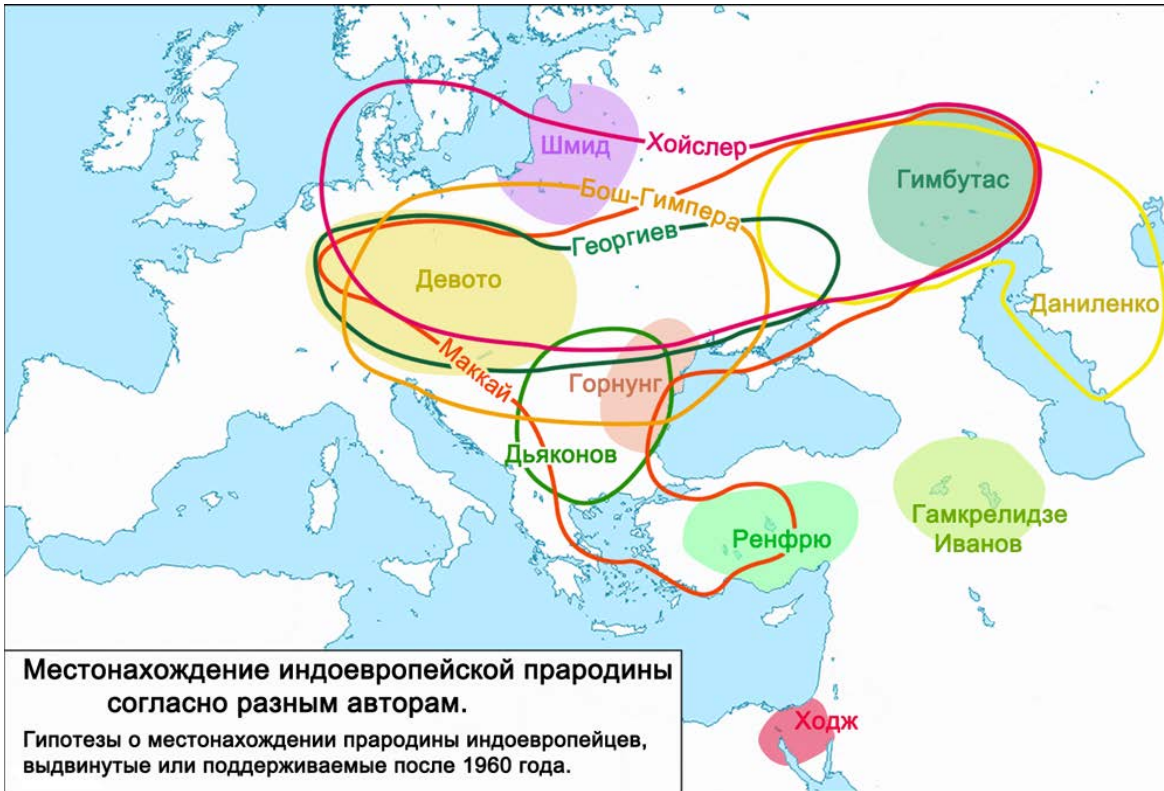 Шмид
Хойслер
Гимбутас
Бош-Гимпера
Георгиев
Девото
Даниленко
Маккай
Горнунг
Дьяконов
Ренфрю
Гамкрелидзе
Иванов
Ходж
Местонахождение индоевропейской прародины
согласно разным авторам.
Гипотезы о местонахождении прародины индоевропейцев,
выдвинутые или поддерживаемые после 1960 года.